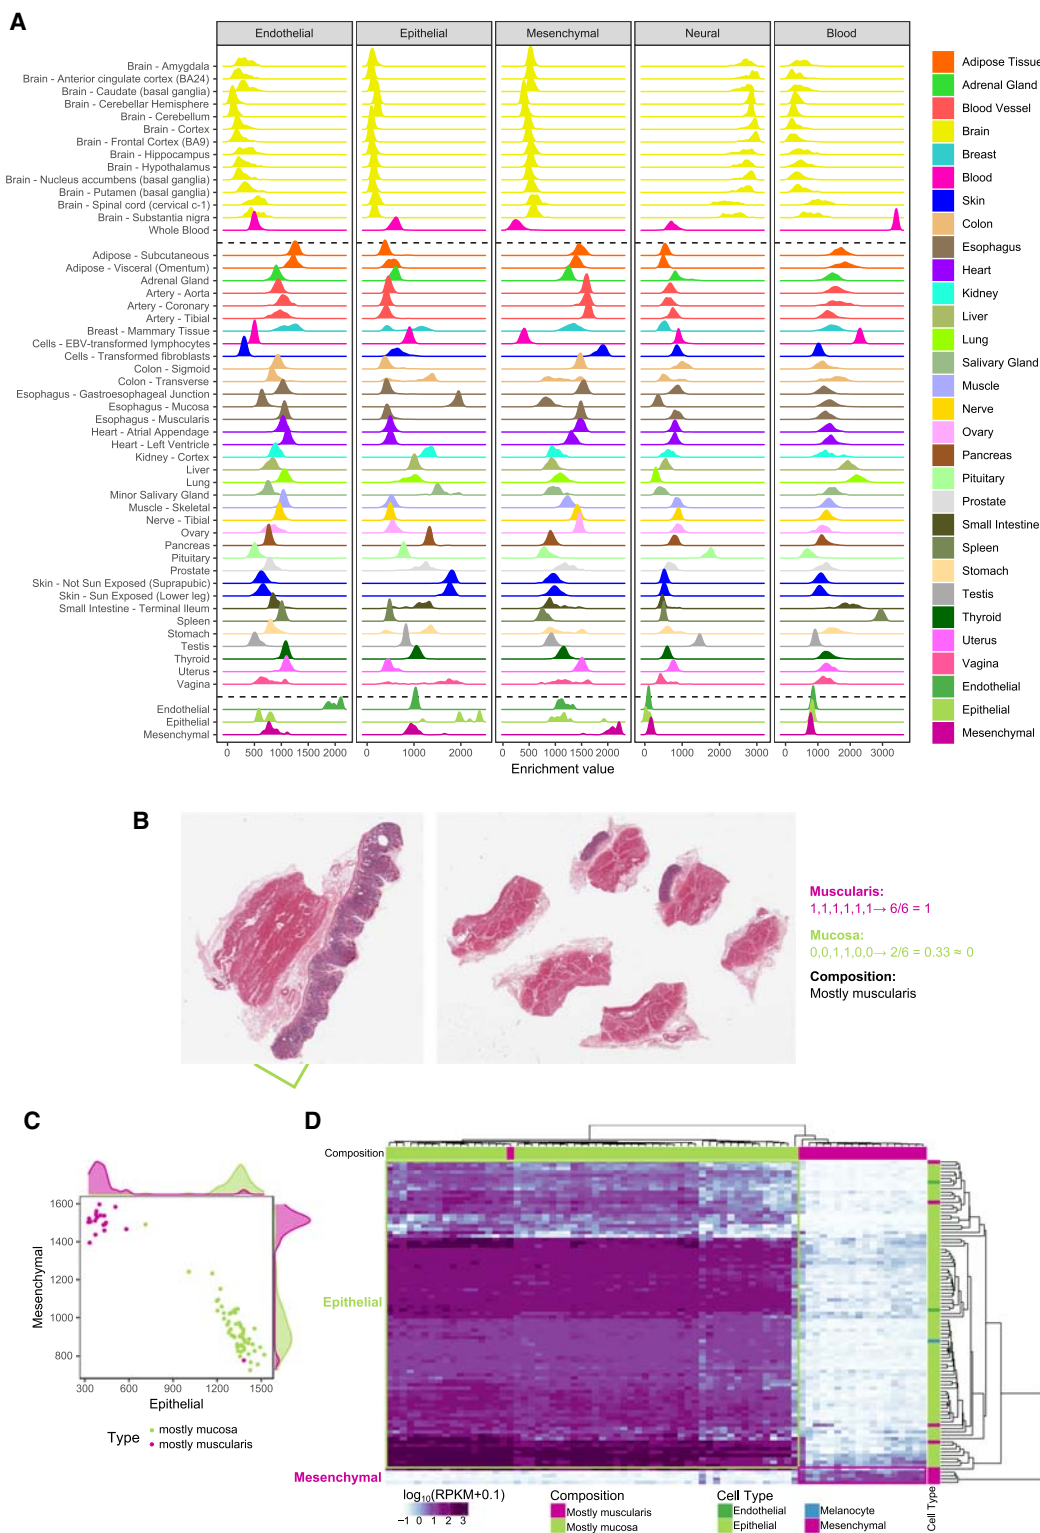 A
Endothelial
Epithelial
Mesenchymal
Neural
Blood
Brain - Amygdala
Brain - Anterior cingulate cortex (BA24)
Brain - Caudate (basal ganglia)
Brain - Cerebellar Hemisphere
Brain - Cerebellum
Brain - Cortex
Brain - Frontal Cortex (BA9)
Brain - Hippocampus
Brain - Hypothalamus
Brain - Nucleus accumbens (basal ganglia)
Brain - Putamen (basal ganglia)
Brain - Spinal cord (cervical c-1)
Brain - Substantia nigra
Whole Blood
Adipose - Subcutaneous
Adipose - Visceral (Omentum)
Adrenal Gland
Artery - Aorta
Artery - Coronary
Artery - Tibial
Breast - Mammary Tissue
Cells - EBV-transformed lymphocytes
Cells - Transformed fibroblasts
Colon - Sigmoid
Colon - Transverse
Esophagus - Gastroesophageal Junction
Esophagus - Mucosa
Esophagus - Muscularis
Heart - Atrial Appendage
Heart - Left Ventricle
Kidney - Cortex
Liver
Lung
Minor Salivary Gland
Muscle - Skeletal
Nerve - Tibial
Ovary
Pancreas
Pituitary
Prostate
Skin - Not Sun Exposed (Suprapubic)
Skin - Sun Exposed (Lower leg)
Small Intestine - Terminal Ileum
Spleen
Stomach
Testis
Thyroid
Uterus
Vagina
Endothelial
Epithelial
Mesenchymal
0 500 1000 1500 2000
0 1000 2000
0 500 1000 1500 2000
0 1000 2000 3000
0 1000 2000 3000
Enrichment value
Adipose Tissue
Adrenal Gland
Blood Vessel
Brain
Breast
Blood
Skin
Colon
Esophagus
Heart
Kidney
Liver
Lung
Salivary Gland
Muscle
Nerve
Ovary
Pancreas
Pituitary
Prostate
Small Intestine
Spleen
Stomach
Testis
Thyroid
Uterus
Vagina
Endothelial
Epithelial
Mesenchymal
B
Muscularis:
1,1,1,1,1,1→ 6/6 = 1
Mucosa:
0,0,1,1,0,0→ 2/6 = 0.33 ≈ 0
Composition:
Mostly muscularis
C
Mesenchymal
1600
1400
1200
1000
800
300 600 900 1200 1500
Epithelial
Type
mostly mucosa
mostly muscularis
D
Composition
Epithelial
Mesenchymal
log10(RPKM+0.1)
−1 0 1 2 3
Composition
Mostly muscularis
Mostly mucosa
Cell Type
Endothelial
Epithelial
Melanocyte
Mesenchymal
Cell Type